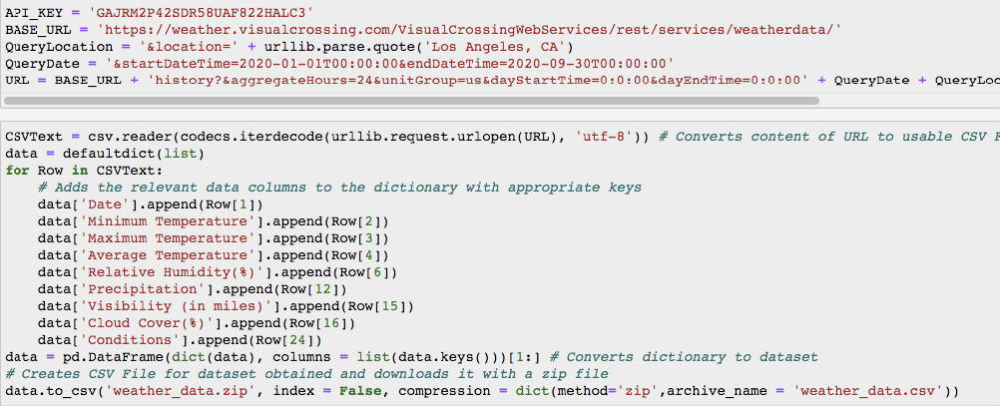 API_KEY = 'GAJRM2P42SDR58UAF822HALC3'
BASE_URL = 'https://weather.visualcrossing.com/VisualCrossingWebServices/rest/services/weatherdata/'
QueryLocation = '&location=' + urllib.parse.quote('Los Angeles, CA')
QueryDate = '&startDateTime=2020-01-01T00:00:00&endDateTime=2020-09-30T00:00:00'
URL = BASE_URL + 'history?&aggregateHours=24&unitGroup=us&dayStartTime=0:0:00&dayEndTime=0:0:00' + QueryDate + QueryLoc
CSVText = csv.reader(codecs.iterdecode(urllib.request.urlopen(URL), 'utf-8')) # Converts content of URL to usable CSV F
data = defaultdict(list)
for Row in CSVText:
    # Adds the relevant data columns to the dictionary with appropriate keys
    data['Date'].append(Row[1])
    data['Minimum Temperature'].append(Row[2])
    data['Maximum Temperature'].append(Row[3])
    data['Average Temperature'].append(Row[4])
    data['Relative Humidity(%)'].append(Row[6])
    data['Precipitation'].append(Row[12])
    data['Visibility (in miles)'].append(Row[15])
    data['Cloud Cover(%)'].append(Row[16])
    data['Conditions'].append(Row[24])
data = pd.DataFrame(dict(data), columns = list(data.keys()))[1:] # Converts dictionary to dataset
# Creates CSV File for dataset obtained and downloads it with a zip file
data.to_csv('weather_data.zip', index = False, compression = dict(method='zip',archive_name = 'weather_data.csv'))